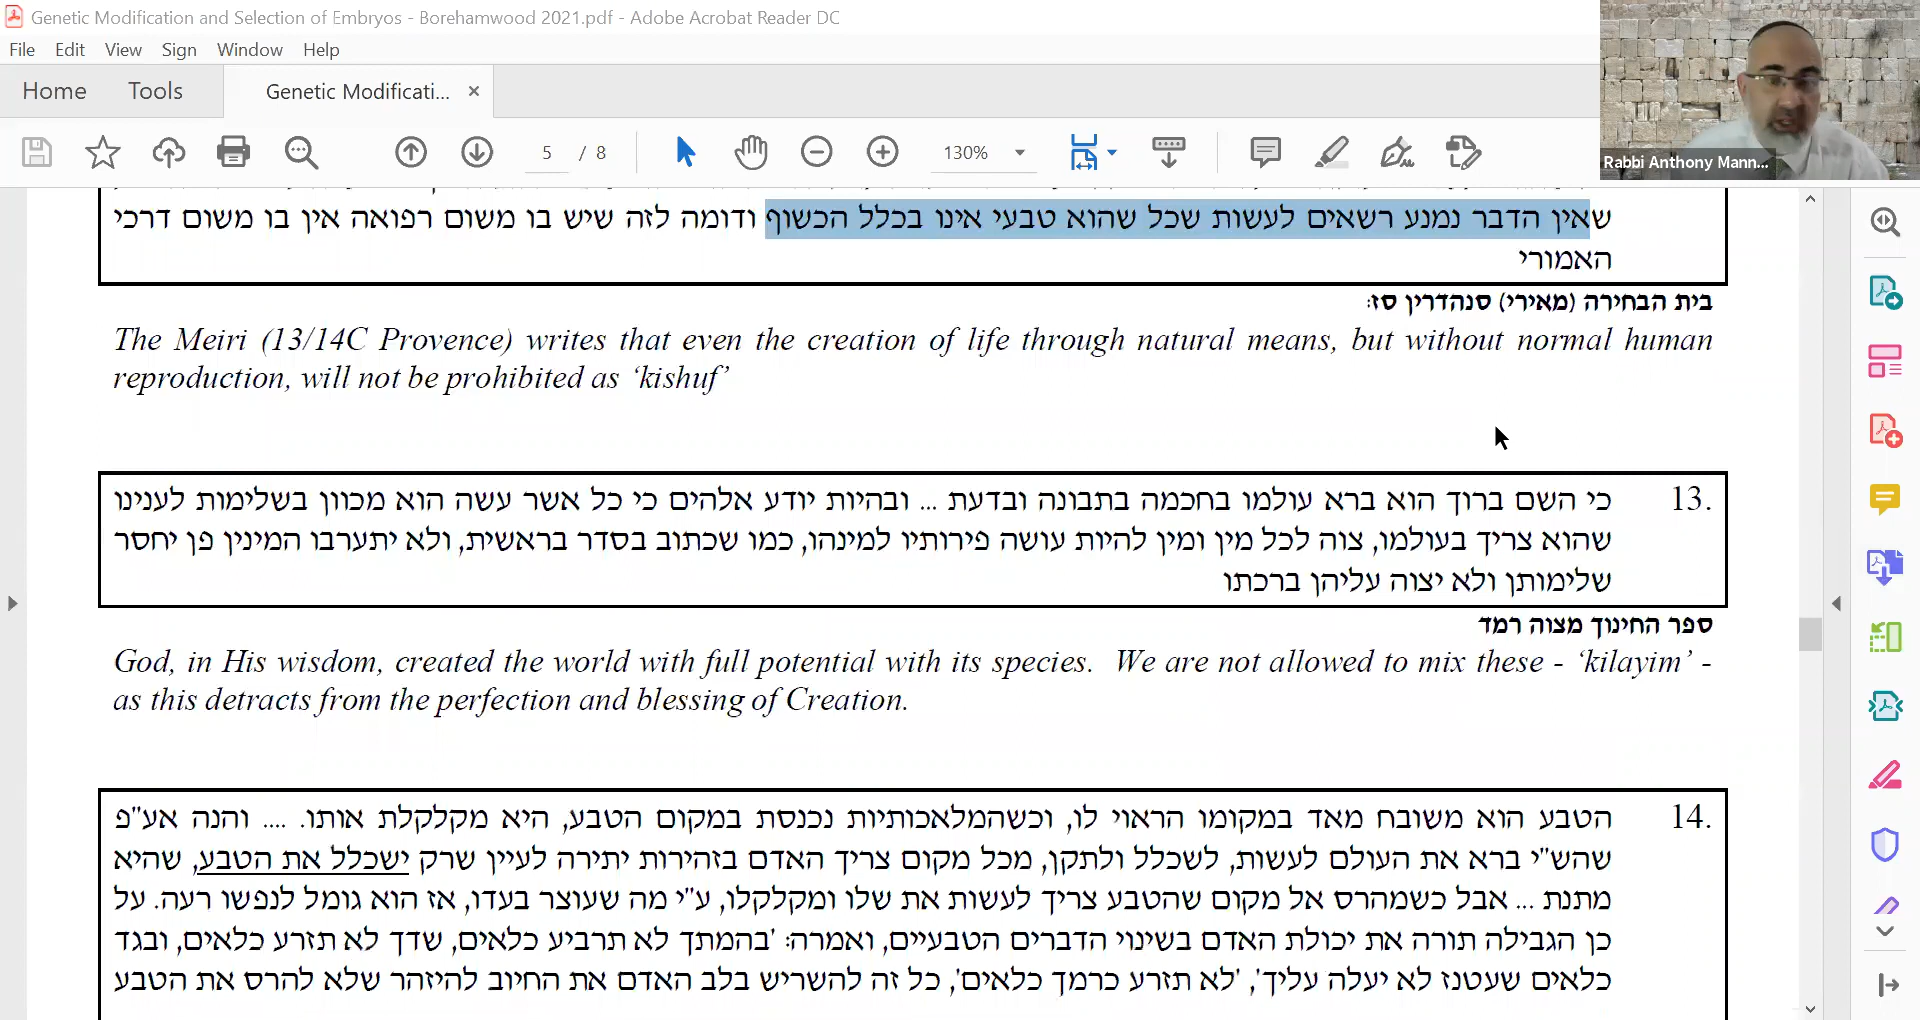 Genetic Modification and Selection of Embryos - Borehamwood 2021.pdf - Adobe Acrobat Reader DC
File Edit View Sign Window Help
Home Tools Genetic Modificati... ×
5 / 8 130%
Rabbi Anthony Mann...
שאין הדבר נמנע רשאים לעשות שכל שהוא טבעי אינו בכלל הכשוף ודומה לזה שיש בו משום רפואה אין בו משום דרכי
האמורי
בית הבחירה (מאירי) סנהדרין סז:
The Meiri (13/14C Provence) writes that even the creation of life through natural means, but without normal human
reproduction, will not be prohibited as ‘kishuf’
13. כי השם ברוך הוא ברא עולמו בחכמה בתבונה ובדעת ... ובהיות יודע אלהים כי כל אשר עשה הוא מכוון בשלימות לענינו
שהוא צריך בעולמו, צוה לכל מין ומין להיות עושה פירותיו למינהו, כמו שכתוב בסדר בראשית, ולא יתערבו המינין פן יחסר
שלימותן ולא יצוה עליהן ברכתו
ספר החינוך מצוה רמד
God, in His wisdom, created the world with full potential with its species. We are not allowed to mix these - ‘kilayim’ -
as this detracts from the perfection and blessing of Creation.
14. הטבע הוא משובח מאד במקומו הראוי לו, וכשהמלאכותיות נכנסת במקום הטבע, היא מקלקלת אותו. .... והנה אע"פ
שהש"י ברא את העולם לעשות, לשכלל ולתקן, מכל מקום צריך האדם בזהירות יתירה לעיין שרק ישכלל את הטבע, שהיא
מתנת ... אבל כשמהרס אל מקום שהטבע צריך לעשות את שלו ומקלקלו, ע"י מה שעוצר בעדו, אז הוא גומל לנפשו רעה. על
כן הגבילה תורה את יכולת האדם בשינוי הדברים הטבעיים, ואמרה: 'בהמתך לא תרביע כלאים, שדך לא תזרע כלאים, ובגד
כלאים שעטנז לא יעלה עליך', 'לא תזרע כרמך כלאים', כל זה להשריש בלב האדם את החיוב להיזהר שלא להרס את הטבע